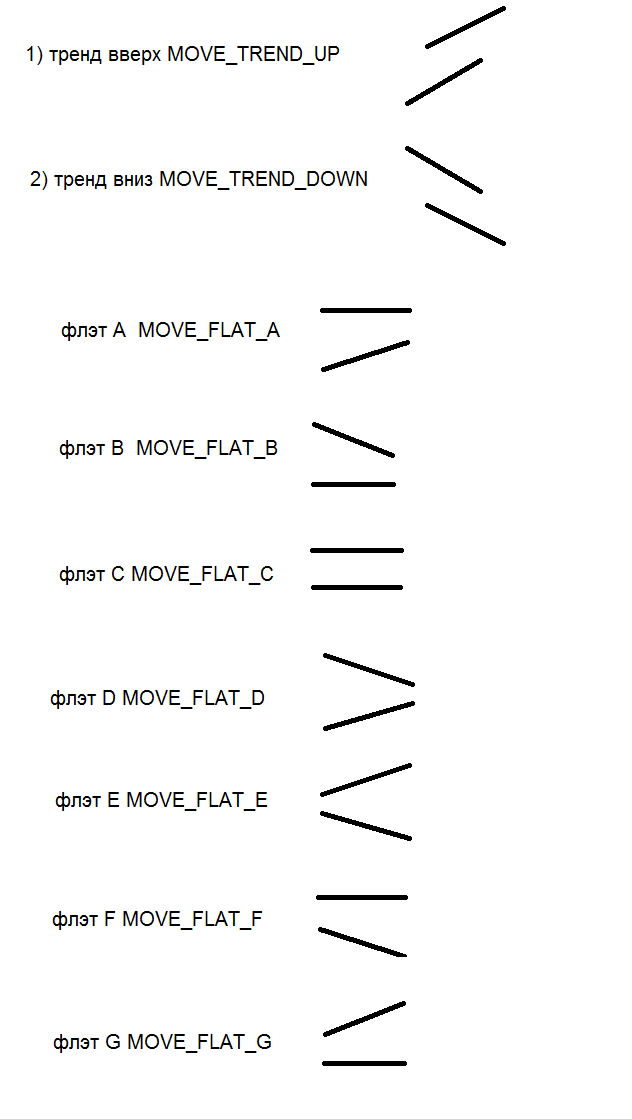 1) тренд вверх MOVE_TREND_UP
2) тренд вниз MOVE_TREND_DOWN
флэт A MOVE_FLAT_A
флэт B MOVE_FLAT_B
флэт C MOVE_FLAT_C
флэт D MOVE_FLAT_D
флэт E MOVE_FLAT_E
флэт F MOVE_FLAT_F
флэт G MOVE_FLAT_G